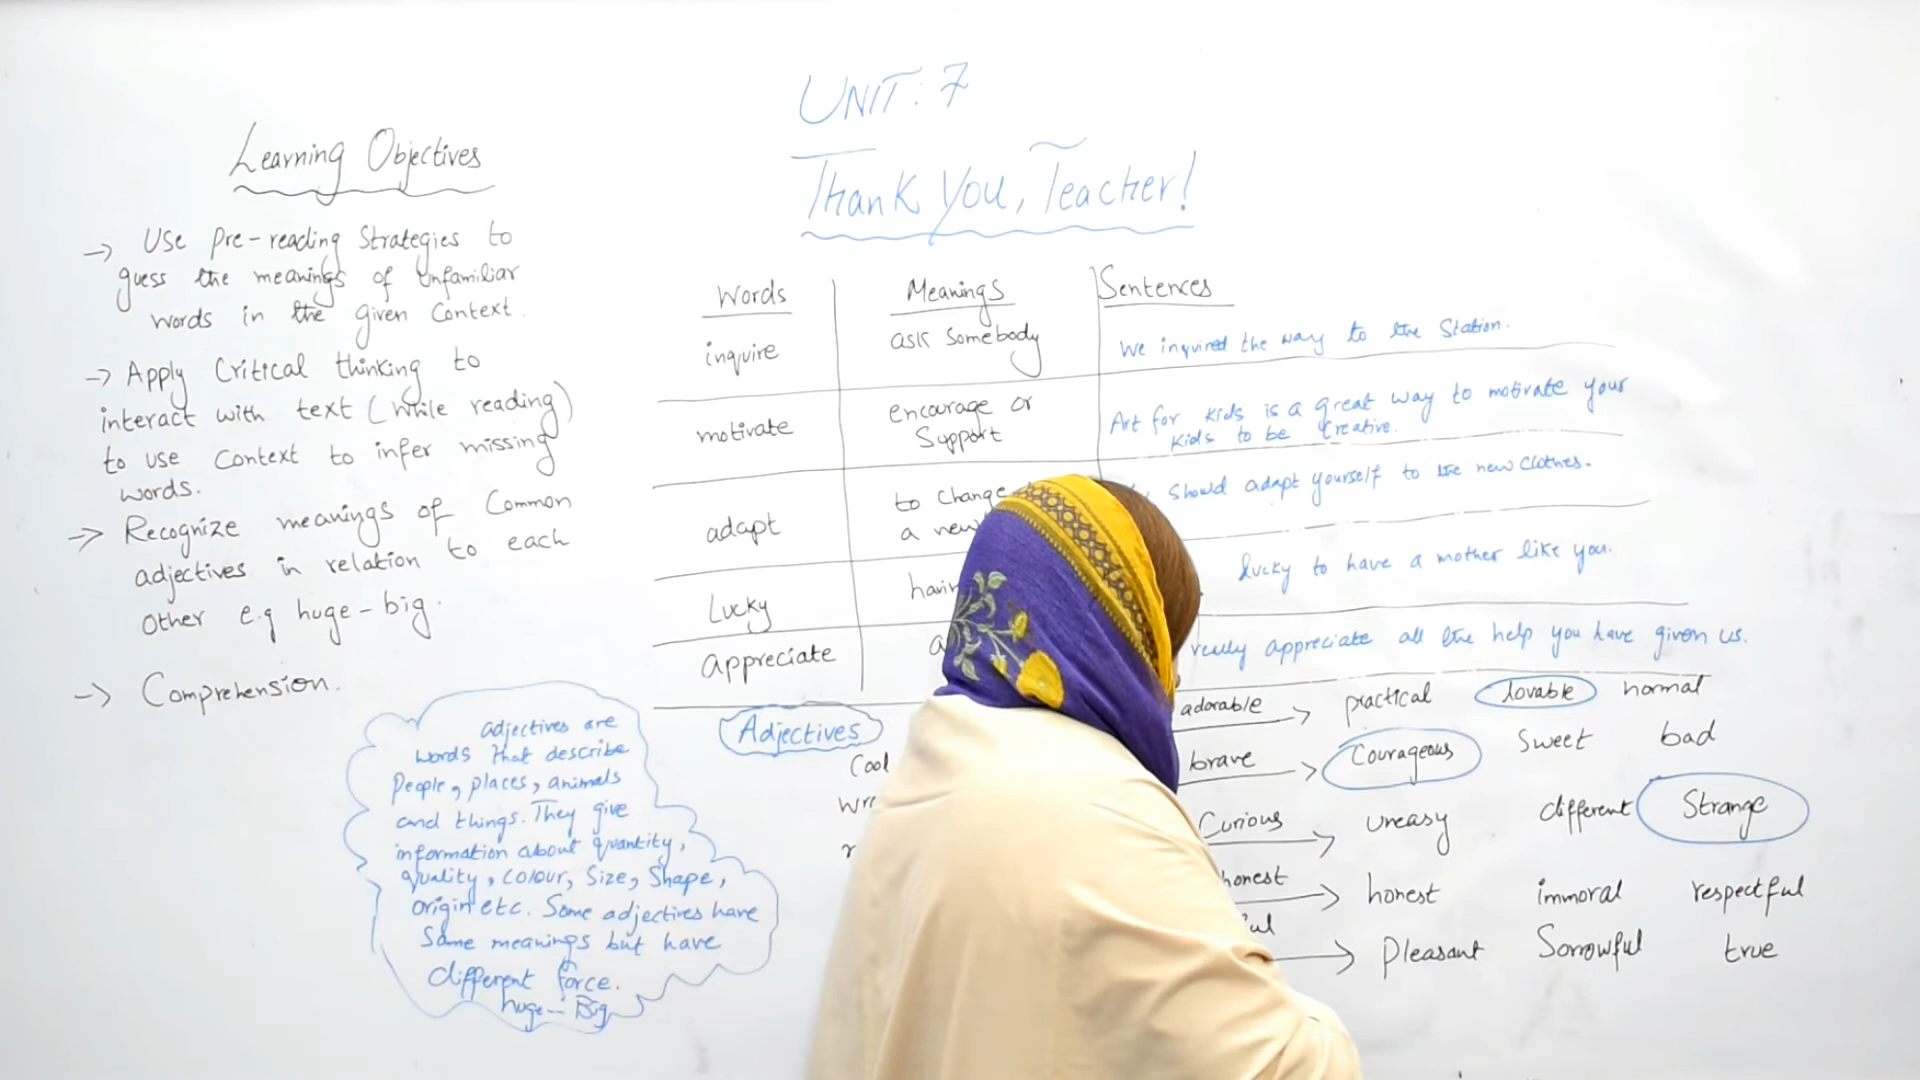 UNIT: 7
Thank You, Teacher!
Learning Objectives
-> Use pre-reading Strategies to
guess the meanings of Unfamiliar
words in the given Context.
-> Apply Critical thinking to
interact with text (while reading)
to use Context to infer missing
words.
-> Recognize meanings of Common
adjectives in relation to each
other e.g huge-big.
-> Comprehension.
Words Meanings Sentences
inquire ask Somebody We inquired the way to the Station.
motivate encourage or Support Art for kids is a great way to motivate your
kids to be Creative.
adapt to change should adapt yourself to the new clothes.
a new
Lucky lucky to have a mother like you.
appreciate appreciate all the help you have given us.
adjectives are
words that describe
People, places, animals
and things. They give
information about quantity,
quality, colour, Size, Shape,
origin etc. Some adjectives have
Same meanings but have
different force.
huge - Big
Adjectives
Cool
adorable -> practical lovable normal
brave -> Courageous Sweet bad
Curious -> uneasy different Strange
honest -> honest immoral respectful
-> Pleasant Sorrowful true